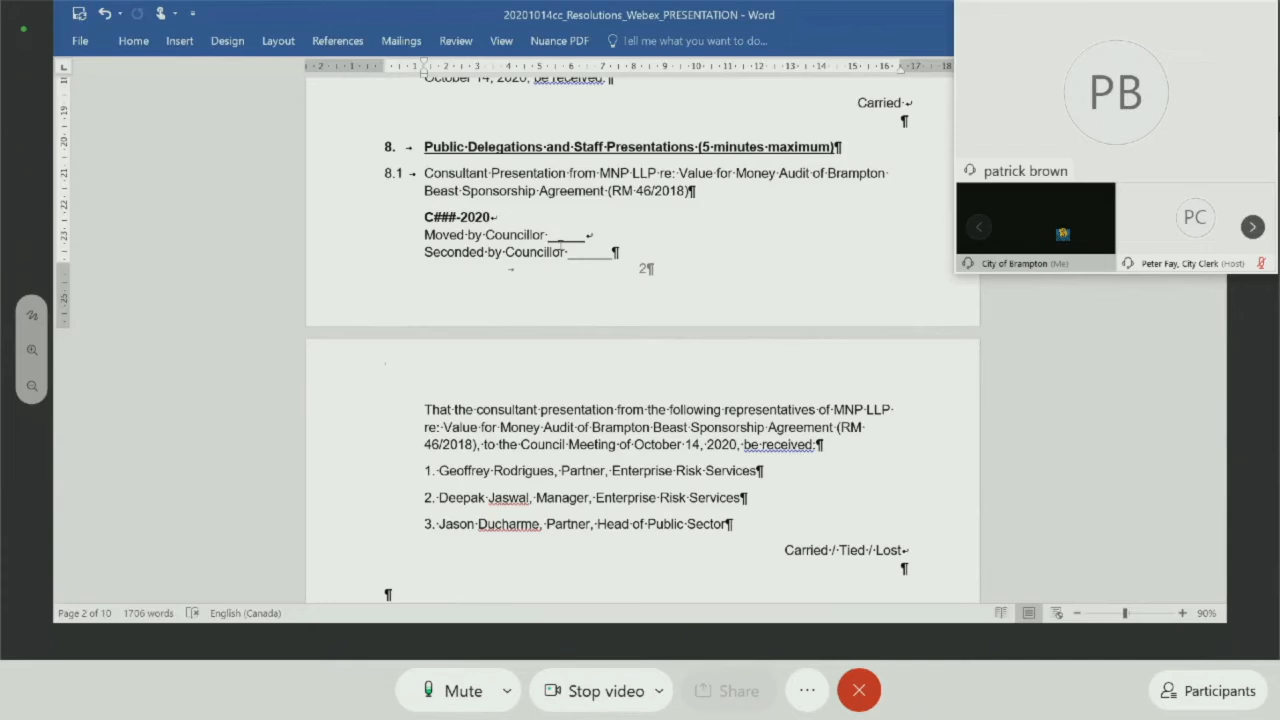 20201014cc_Resolutions_Webex_PRESENTATION - Word
File Home Insert Design Layout References Mailings Review View Nuance PDF Tell me what you want to do...
October 14, 2020, be received.
Carried
8. Public Delegations and Staff Presentations (5 minutes maximum)
8.1 Consultant Presentation from MNP LLP re: Value for Money Audit of Brampton
Beast Sponsorship Agreement (RM 46/2018)
C###-2020
Moved by Councillor ______
Seconded by Councillor _______
2
That the consultant presentation from the following representatives of MNP LLP
re: Value for Money Audit of Brampton Beast Sponsorship Agreement (RM
46/2018), to the Council Meeting of October 14, 2020, be received:
1. Geoffrey Rodrigues, Partner, Enterprise Risk Services
2. Deepak Jaswal, Manager, Enterprise Risk Services
3. Jason Ducharme, Partner, Head of Public Sector
Carried / Tied / Lost
Page 2 of 10 1706 words English (Canada) 90%
PB
patrick brown
PC
City of Brampton (Me) Peter Fay, City Clerk (Host)
Mute Stop video Share Participants